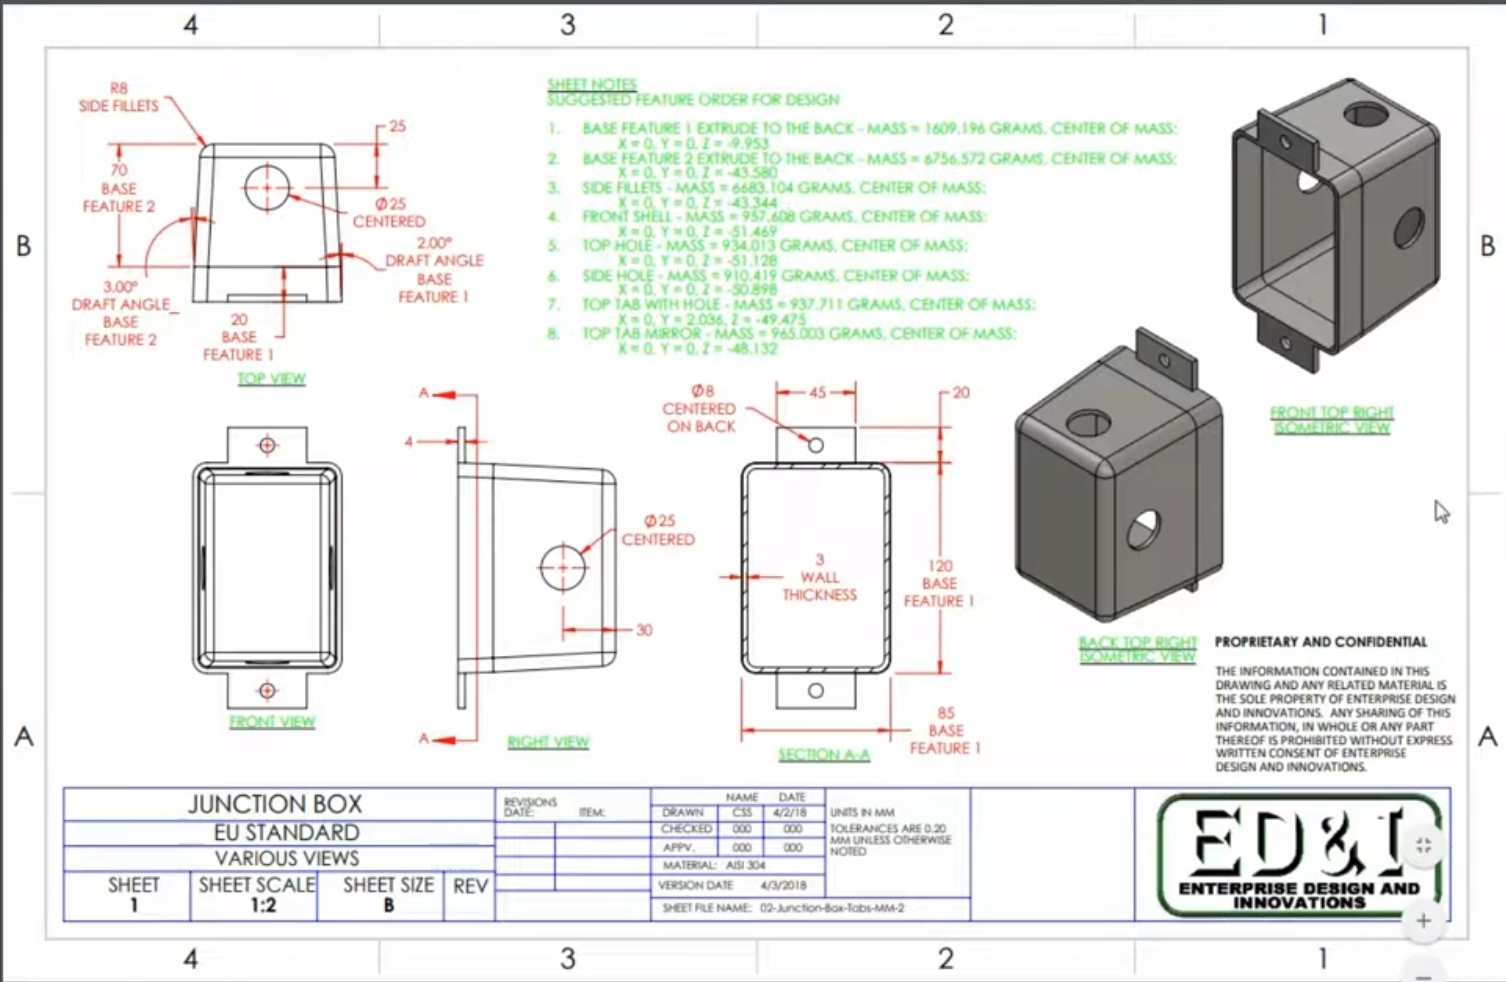 4
3
2
1
B
B
A
A
R8
SIDE FILLETS
25
70
BASE
FEATURE 2
Ø25
CENTERED
2.00°
DRAFT ANGLE
BASE
FEATURE 1
3.00°
DRAFT ANGLE
BASE
FEATURE 2
20
BASE
FEATURE 1
TOP VIEW
SHEET NOTES
SUGGESTED FEATURE ORDER FOR DESIGN
1. BASE FEATURE 1 EXTRUDE TO THE BACK - MASS = 1609.196 GRAMS, CENTER OF MASS:
X = 0, Y = 0, Z = -9.953
2. BASE FEATURE 2 EXTRUDE TO THE BACK - MASS = 6756.572 GRAMS, CENTER OF MASS:
X = 0, Y = 0, Z = -43.580
3. SIDE FILLETS - MASS = 6683.104 GRAMS, CENTER OF MASS:
X = 0, Y = 0, Z = -43.344
4. FRONT SHELL - MASS = 957.608 GRAMS, CENTER OF MASS:
X = 0, Y = 0, Z = -51.469
5. TOP HOLE - MASS = 934.013 GRAMS, CENTER OF MASS:
X = 0, Y = 0, Z = -51.128
6. SIDE HOLE - MASS = 910.419 GRAMS, CENTER OF MASS:
X = 0, Y = 0, Z = -50.898
7. TOP TAB WITH HOLE - MASS = 937.711 GRAMS, CENTER OF MASS:
X = 0, Y = 2.036, Z = -49.475
8. TOP TAB MIRROR - MASS = 965.003 GRAMS, CENTER OF MASS:
X = 0, Y = 0, Z = -48.132
FRONT TOP RIGHT
ISOMETRIC VIEW
FRONT VIEW
A
4
Ø25
CENTERED
30
A
RIGHT VIEW
Ø8
CENTERED
ON BACK
45
20
3
WALL
THICKNESS
120
BASE
FEATURE 1
85
BASE
FEATURE 1
SECTION A-A
BACK TOP RIGHT
ISOMETRIC VIEW
PROPRIETARY AND CONFIDENTIAL
THE INFORMATION CONTAINED IN THIS
DRAWING AND ANY RELATED MATERIAL IS
THE SOLE PROPERTY OF ENTERPRISE DESIGN
AND INNOVATIONS. ANY SHARING OF THIS
INFORMATION, IN WHOLE OR ANY PART
THEREOF IS PROHIBITED WITHOUT EXPRESS
WRITTEN CONSENT OF ENTERPRISE
DESIGN AND INNOVATIONS.
JUNCTION BOX
EU STANDARD
VARIOUS VIEWS
SHEET
1
SHEET SCALE
1:2
SHEET SIZE
B
REV
REVISIONS
DATE: ITEM:
NAME DATE
DRAWN CSS 4/2/18
CHECKED 000 000
APPV. 000 000
MATERIAL: AISI 304
VERSION DATE 4/3/2018
SHEET FILE NAME: 02-Junction-Box-Tabs-MM-2
UNITS IN MM
TOLERANCES ARE 0.20
MM UNLESS OTHERWISE
NOTED
ED&I
ENTERPRISE DESIGN AND
INNOVATIONS
4
3
2
1